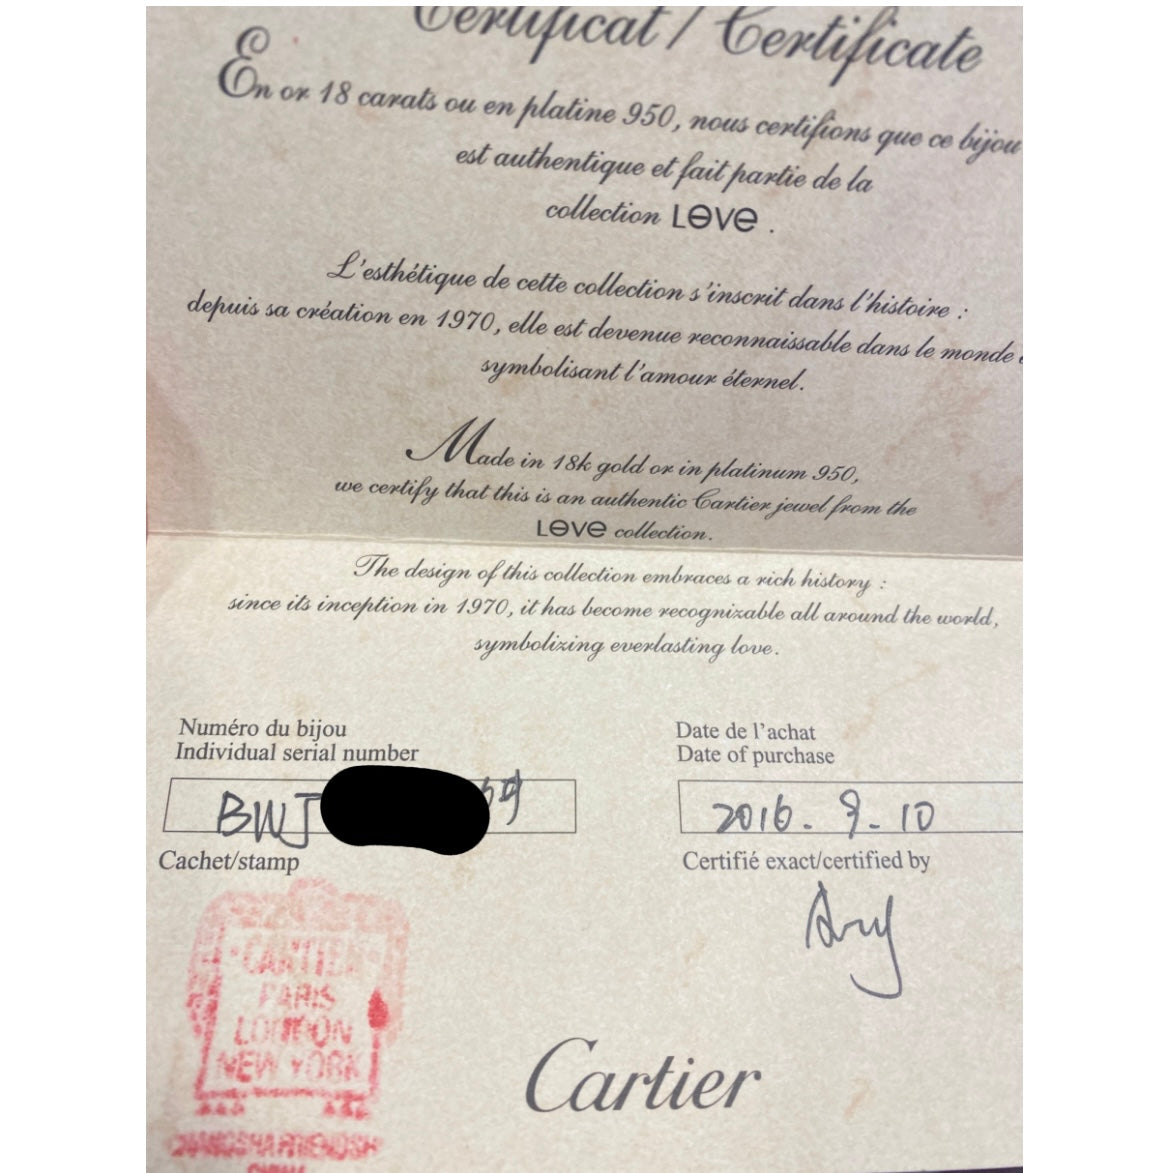 Certificat / Certificate
En or 18 carats ou en platine 950, nous certifions que ce bijou
est authentique et fait partie de la
collection LOVE .
L'esthétique de cette collection s'inscrit dans l'histoire :
depuis sa création en 1970, elle est devenue reconnaissable dans le monde
symbolisant l'amour éternel.
Made in 18k gold or in platinum 950,
we certify that this is an authentic Cartier jewel from the
LOVE collection.
The design of this collection embraces a rich history :
since its inception in 1970, it has become recognizable all around the world,
symbolizing everlasting love.
Numéro du bijou
Individual serial number
BWJ
Date de l'achat
Date of purchase
2016. 9. 10
Cachet/stamp
Certifié exact/certified by
CARTIER
PARIS
LONDON
NEW YORK
Cartier